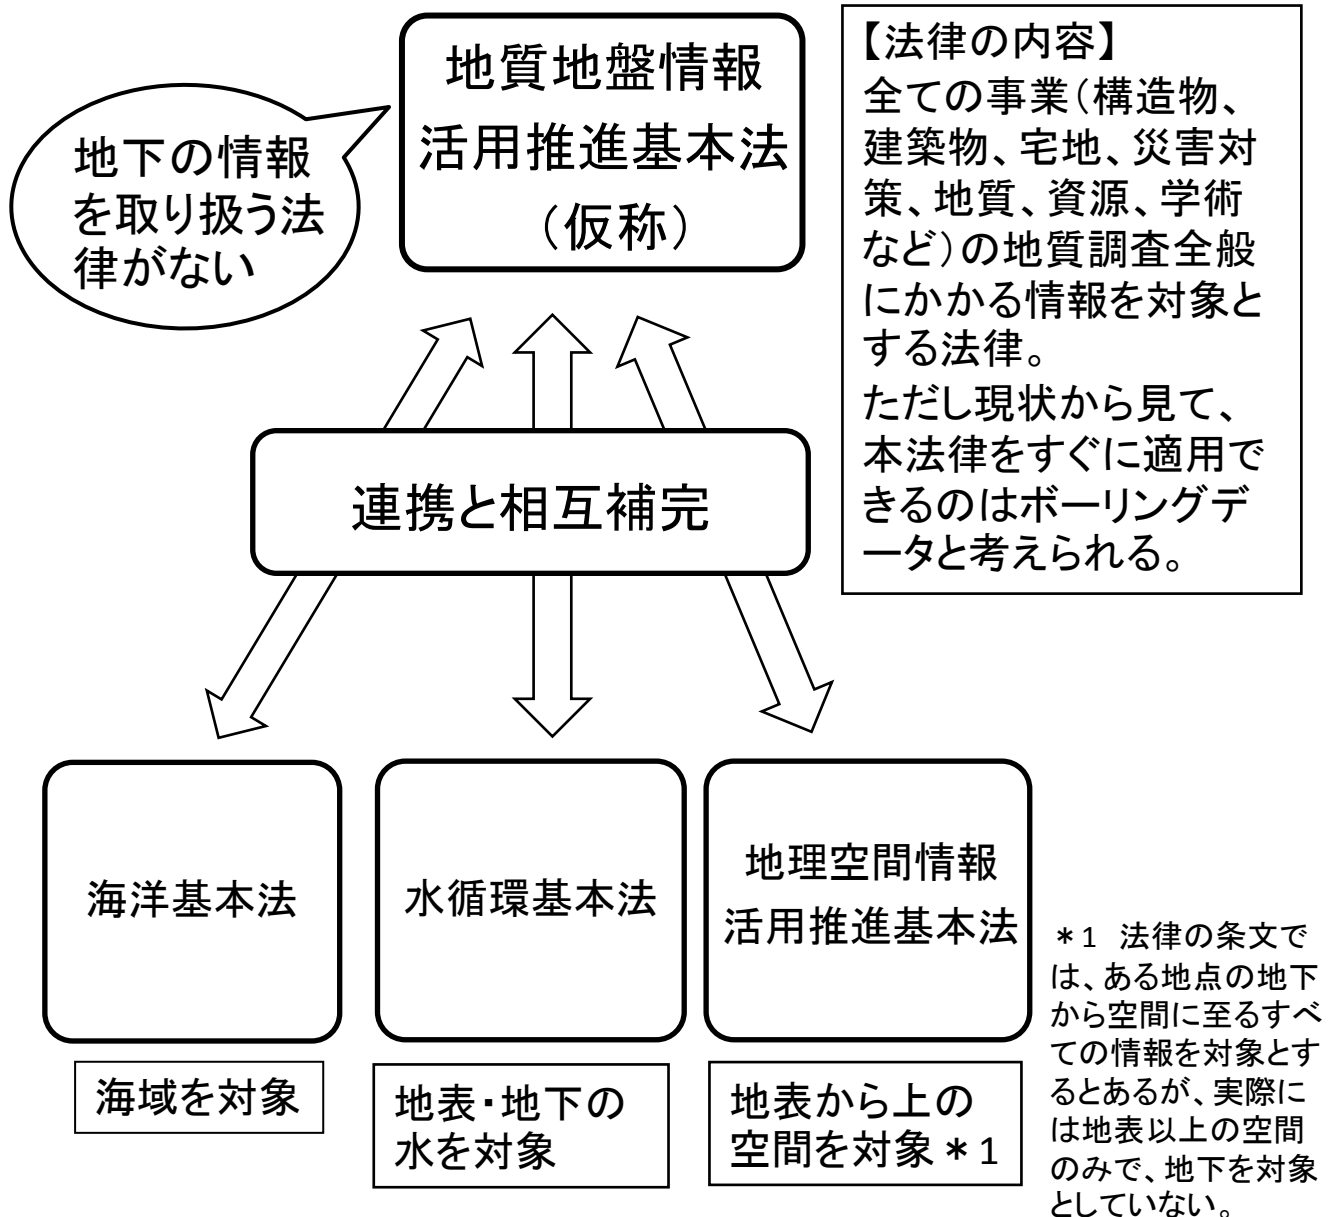 地質地盤情報
活用推進基本法
（仮称）
地下の情報
を取り扱う法
律がない
【法律の内容】
全ての事業（構造物、
建築物、宅地、災害対
策、地質、資源、学術
など）の地質調査全般
にかかる情報を対象と
する法律。
ただし現状から見て、
本法律をすぐに適用で
きるのはボーリングデ
ータと考えられる。
連携と相互補完
海洋基本法
水循環基本法
地理空間情報
活用推進基本法
海域を対象
地表・地下の
水を対象
地表から上の
空間を対象＊1
＊1　法律の条文で
は、ある地点の地下
から空間に至るすべ
ての情報を対象とす
るとあるが、実際に
は地表以上の空間
のみで、地下を対象
としていない。